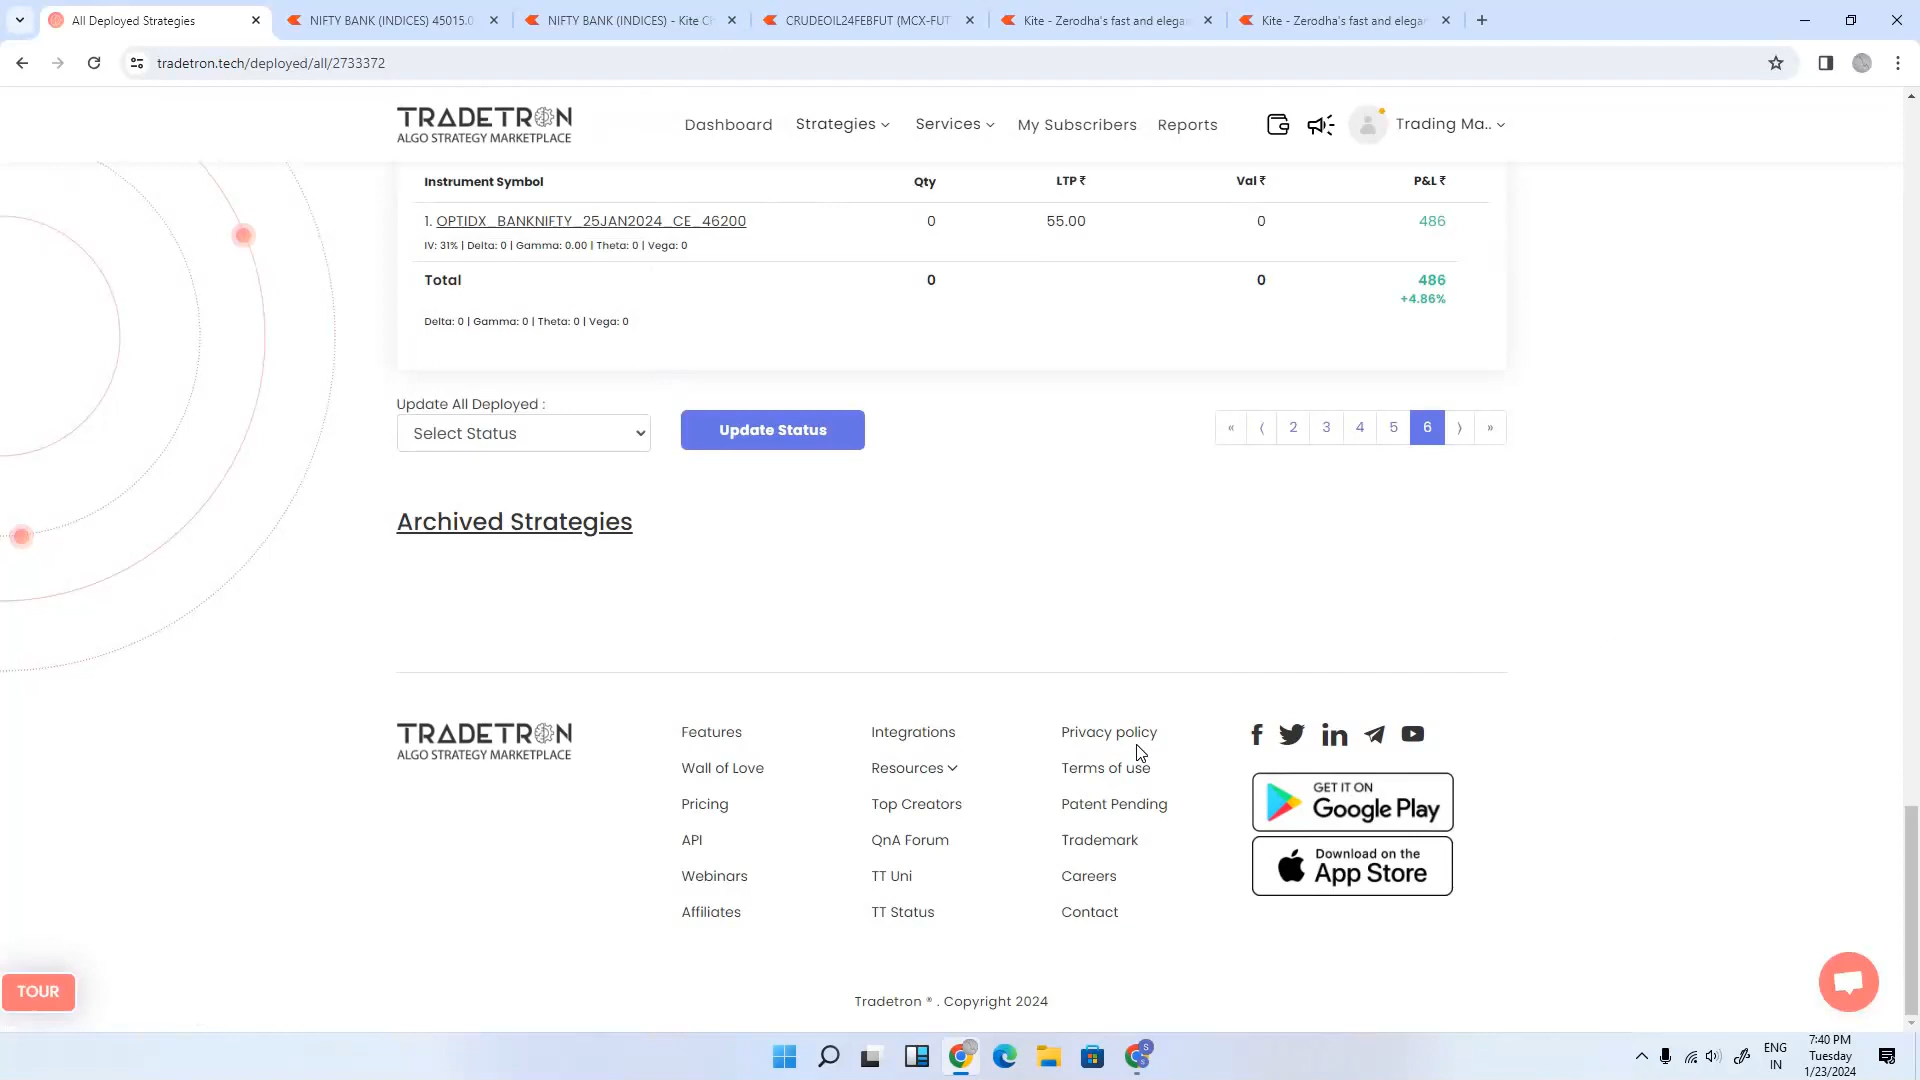 All Deployed Strategies
NIFTY BANK (INDICES) 45015.0
NIFTY BANK (INDICES) - Kite C
CRUDEOIL24FEBFUT (MCX-FUT
Kite - Zerodha's fast and elega
Kite - Zerodha's fast and elega
tradetron.tech/deployed/all/2733372
TRADETRON
ALGO STRATEGY MARKETPLACE
Dashboard
Strategies
Services
My Subscribers
Reports
Trading Ma..
Instrument Symbol Qty LTP ₹ Val ₹ P&L ₹
1. OPTIDX_BANKNIFTY_25JAN2024_CE_46200 0 55.00 0 486
IV: 31% | Delta: 0 | Gamma: 0.00 | Theta: 0 | Vega: 0
Total 0 0 486
+4.86%
Delta: 0 | Gamma: 0 | Theta: 0 | Vega: 0
Update All Deployed :
Select Status
Update Status
« ⟨ 2 3 4 5 6 ⟩ »
Archived Strategies
TRADETRON
ALGO STRATEGY MARKETPLACE
Features
Wall of Love
Pricing
API
Webinars
Affiliates
Integrations
Resources
Top Creators
QnA Forum
TT Uni
TT Status
Privacy policy
Terms of use
Patent Pending
Trademark
Careers
Contact
GET IT ON
Google Play
Download on the
App Store
TOUR
Tradetron ® . Copyright 2024
S
ENG
IN
7:40 PM
Tuesday
1/23/2024